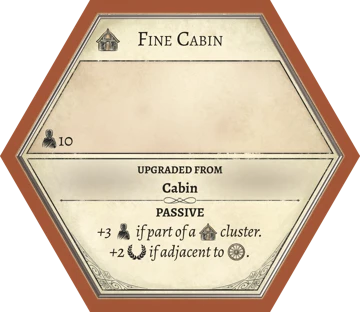 Fine Cabin
10
UPGRADED FROM
Cabin
PASSIVE
+3 if part of a cluster.
+2 if adjacent to .